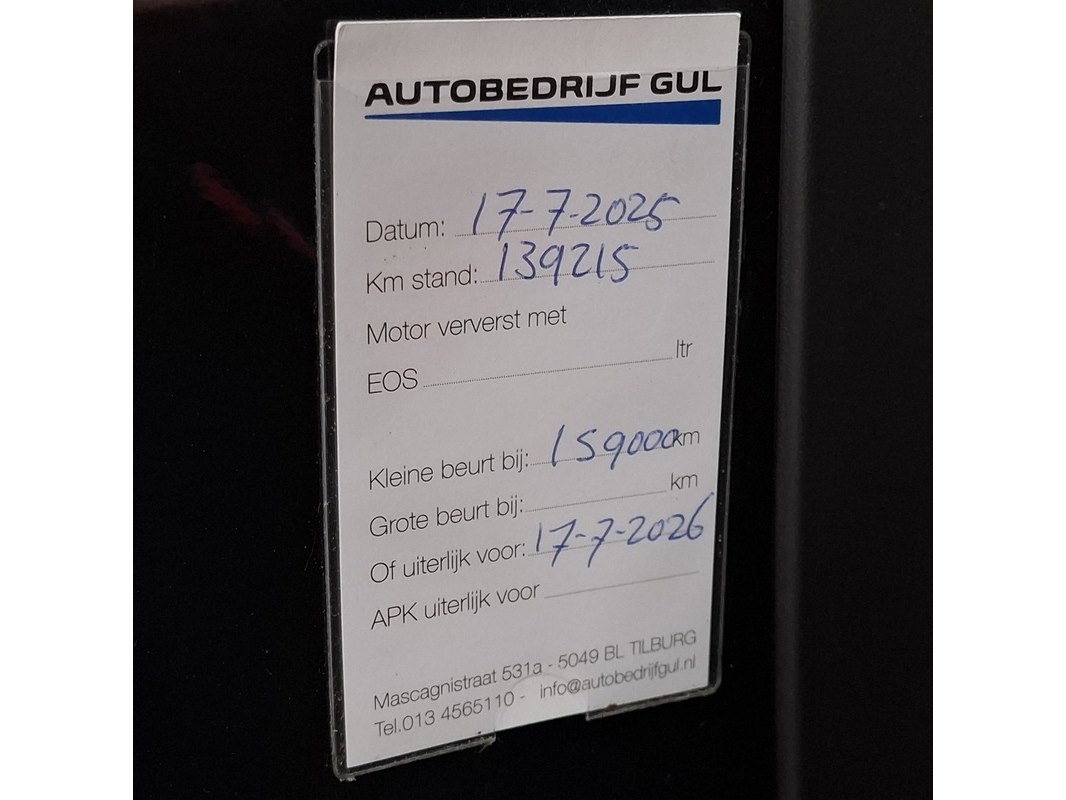 AUTOBEDRIJF GUL
Datum: 17-7-2025
Km stand: 139215
Motor ververst met
EOS ltr
Kleine beurt bij: 159000 km
Grote beurt bij: km
Of uiterlijk voor: 17-7-2026
APK uiterlijk voor
Mascagnistraat 531a - 5049 BL TILBURG
Tel.013 4565110 - info@autobedrijfgul.nl